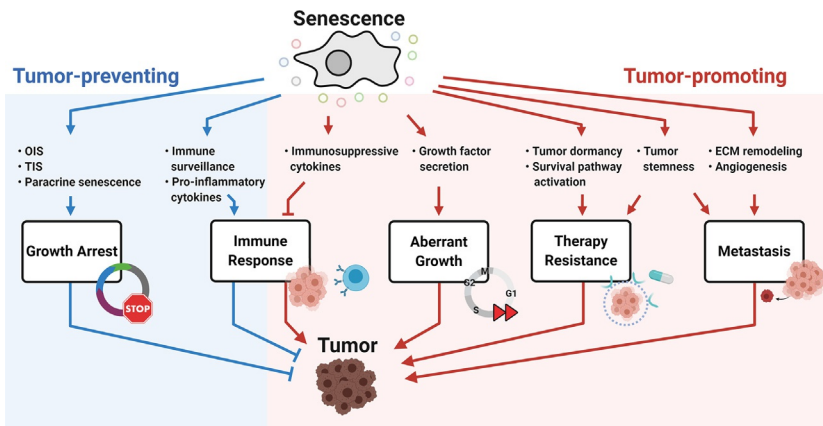 Senescence
Tumor-preventing
Tumor-promoting
• OIS
• TIS
• Paracrine senescence
• Immune
surveillance
• Pro-inflammatory
cytokines
• Immunosuppressive
cytokines
• Growth factor
secretion
• Tumor dormancy
• Survival pathway
activation
• Tumor
stemness
• ECM remodeling
• Angiogenesis
Growth Arrest
STOP
Immune
Response
Aberrant
Growth
M
G2
G1
S
Therapy
Resistance
Metastasis
Tumor